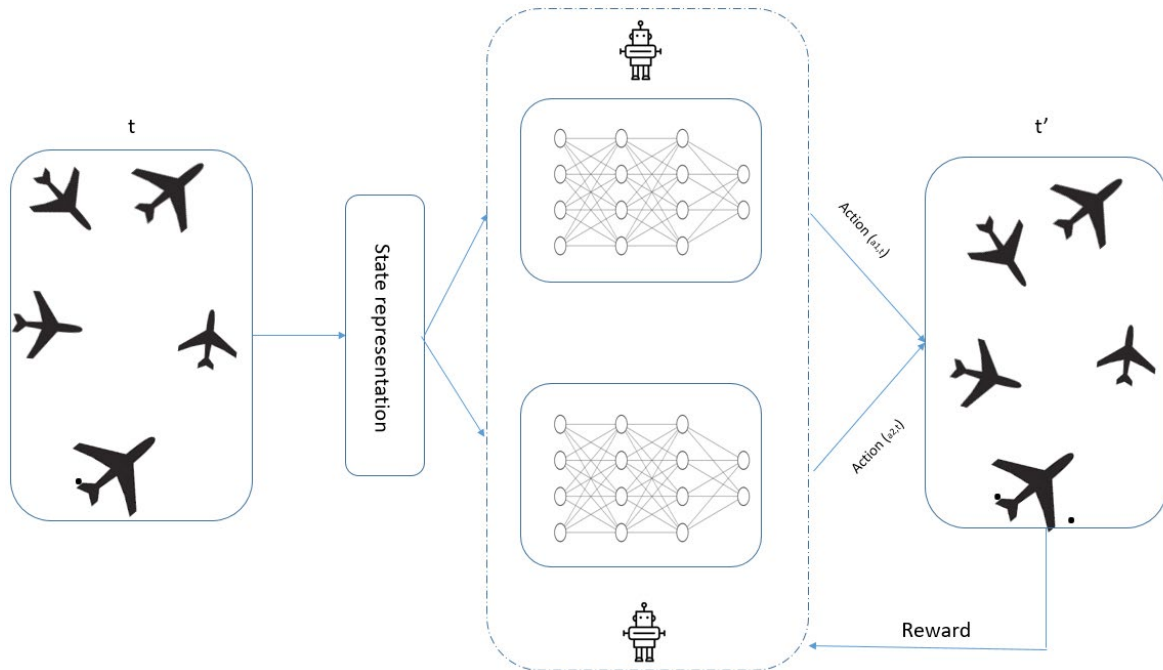 t
State representation
Action (a1,t)
Action (a2,t)
t’
Reward